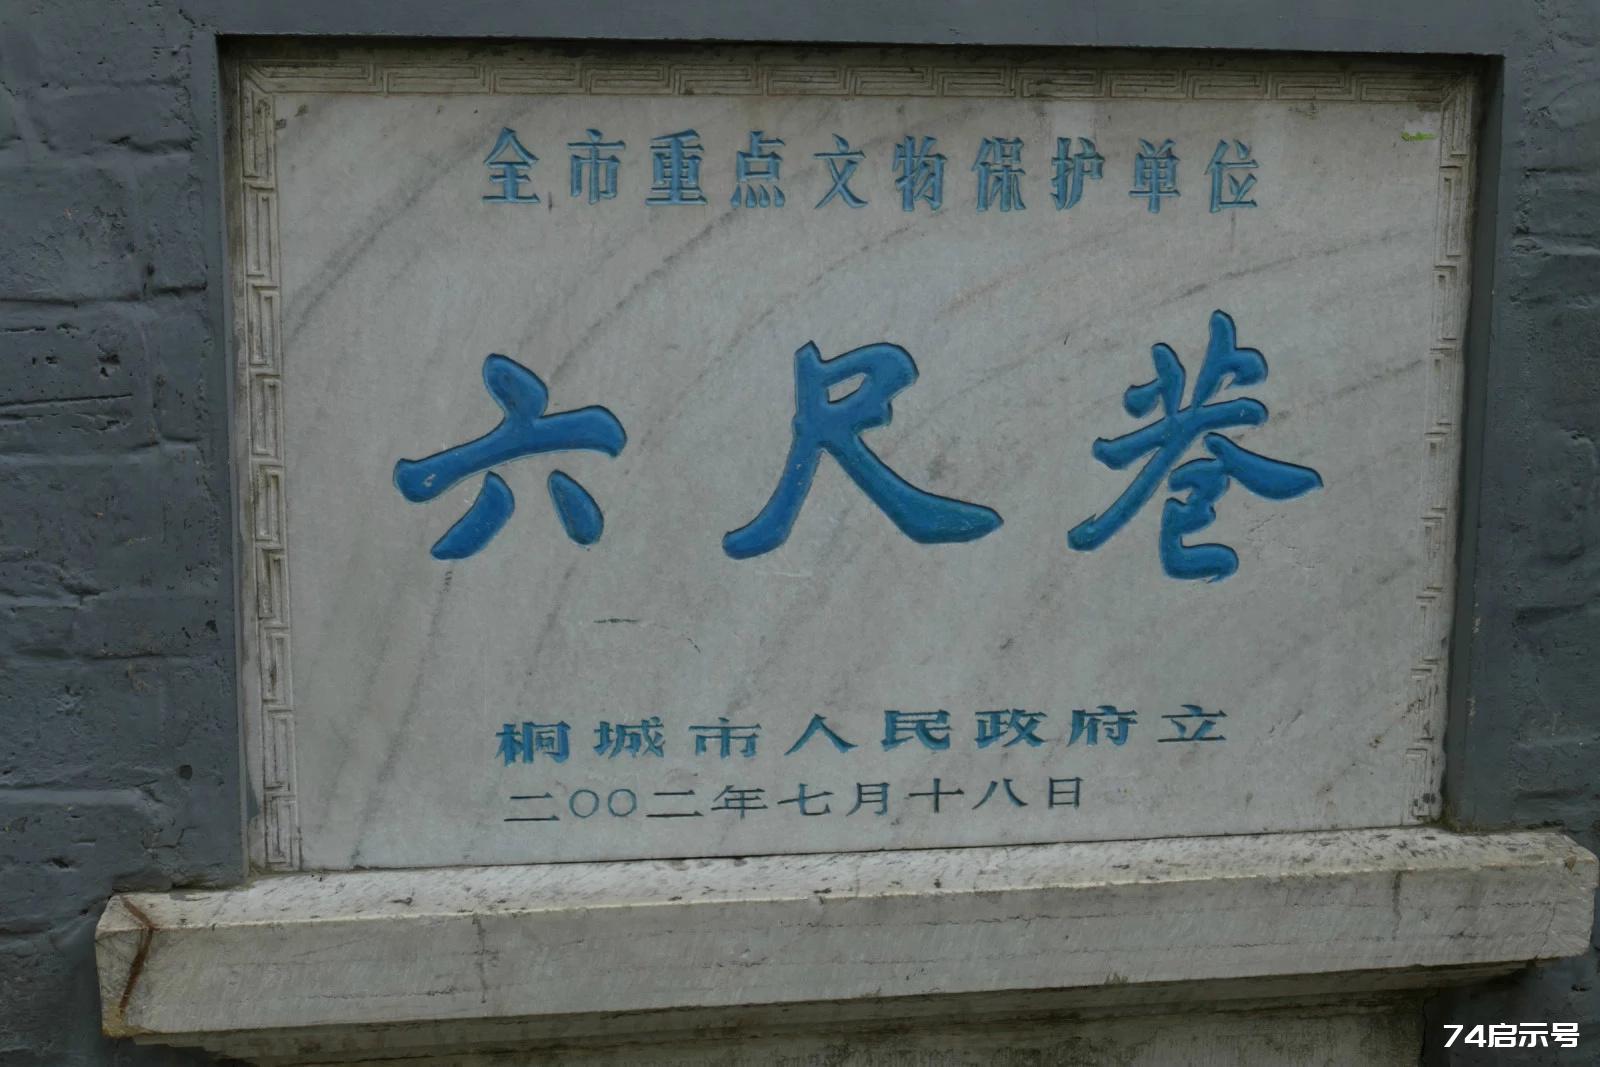 全市重点文物保护单位
六尺巷
桐城市人民政府立
二〇〇二年七月十八日
74启示号